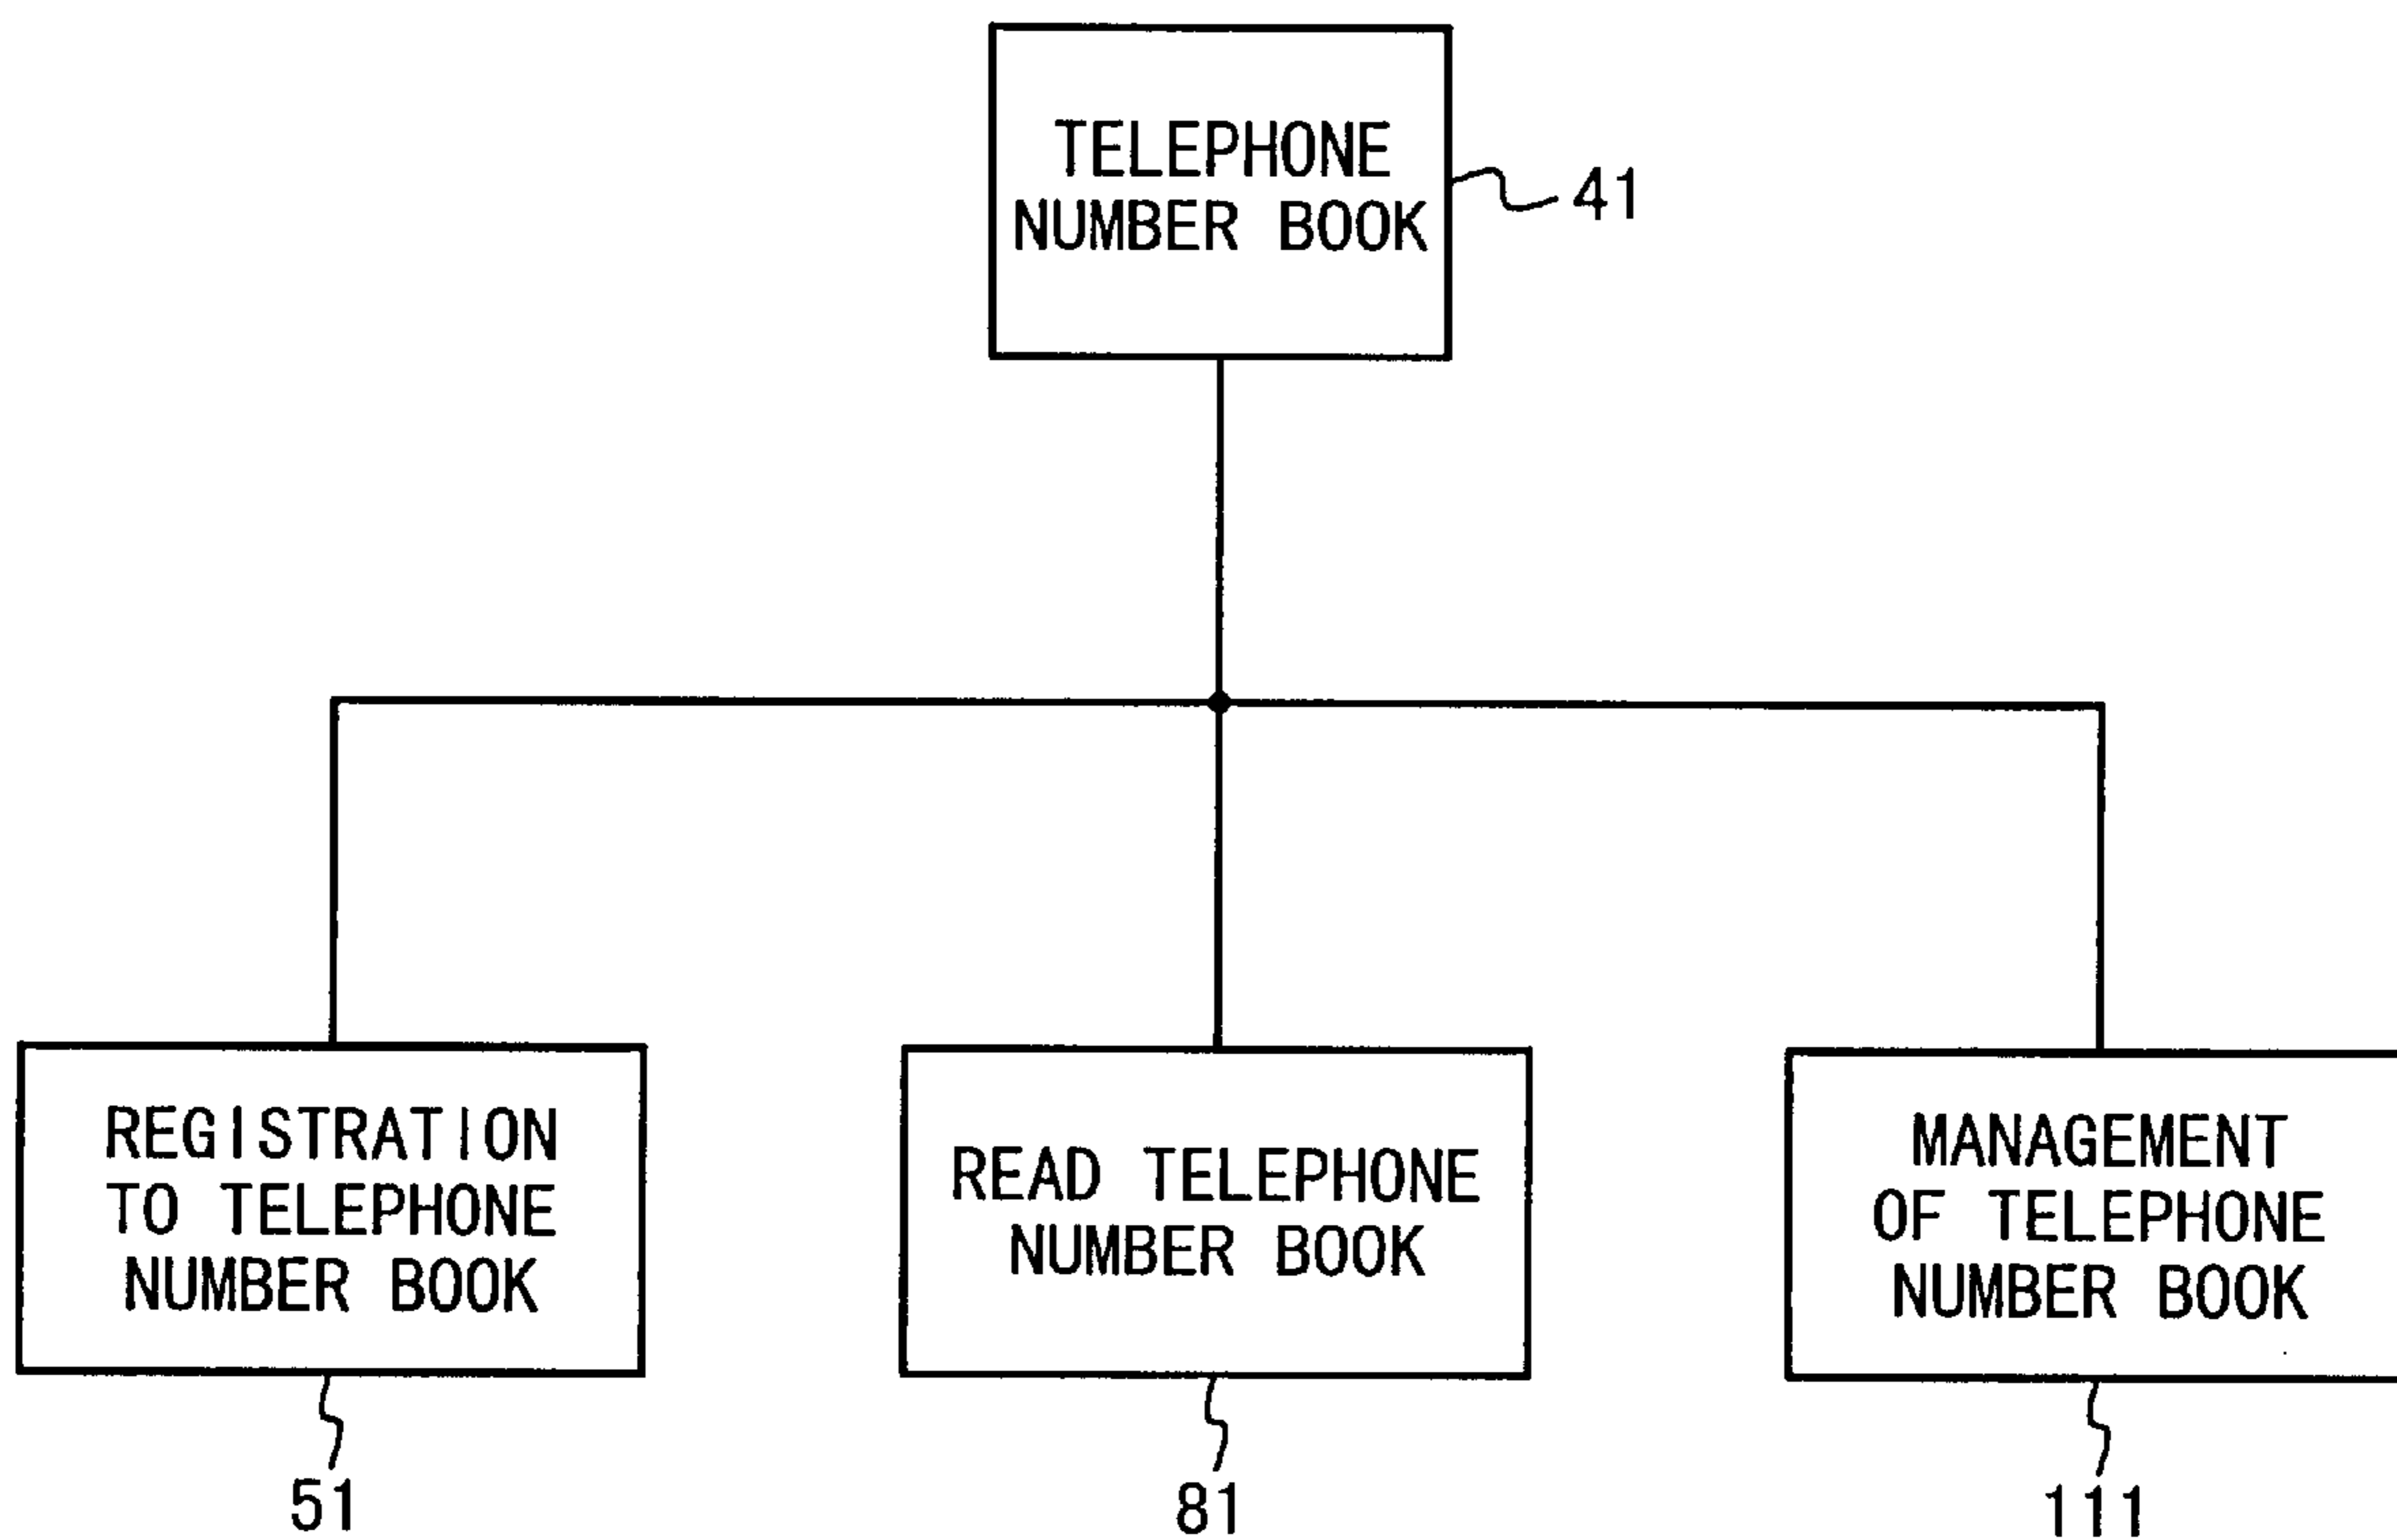 TELEPHONE
NUMBER BOOK
41
REGISTRATION
TO TELEPHONE
NUMBER BOOK
51
READ TELEPHONE
NUMBER BOOK
81
MANAGEMENT
OF TELEPHONE
NUMBER BOOK
111